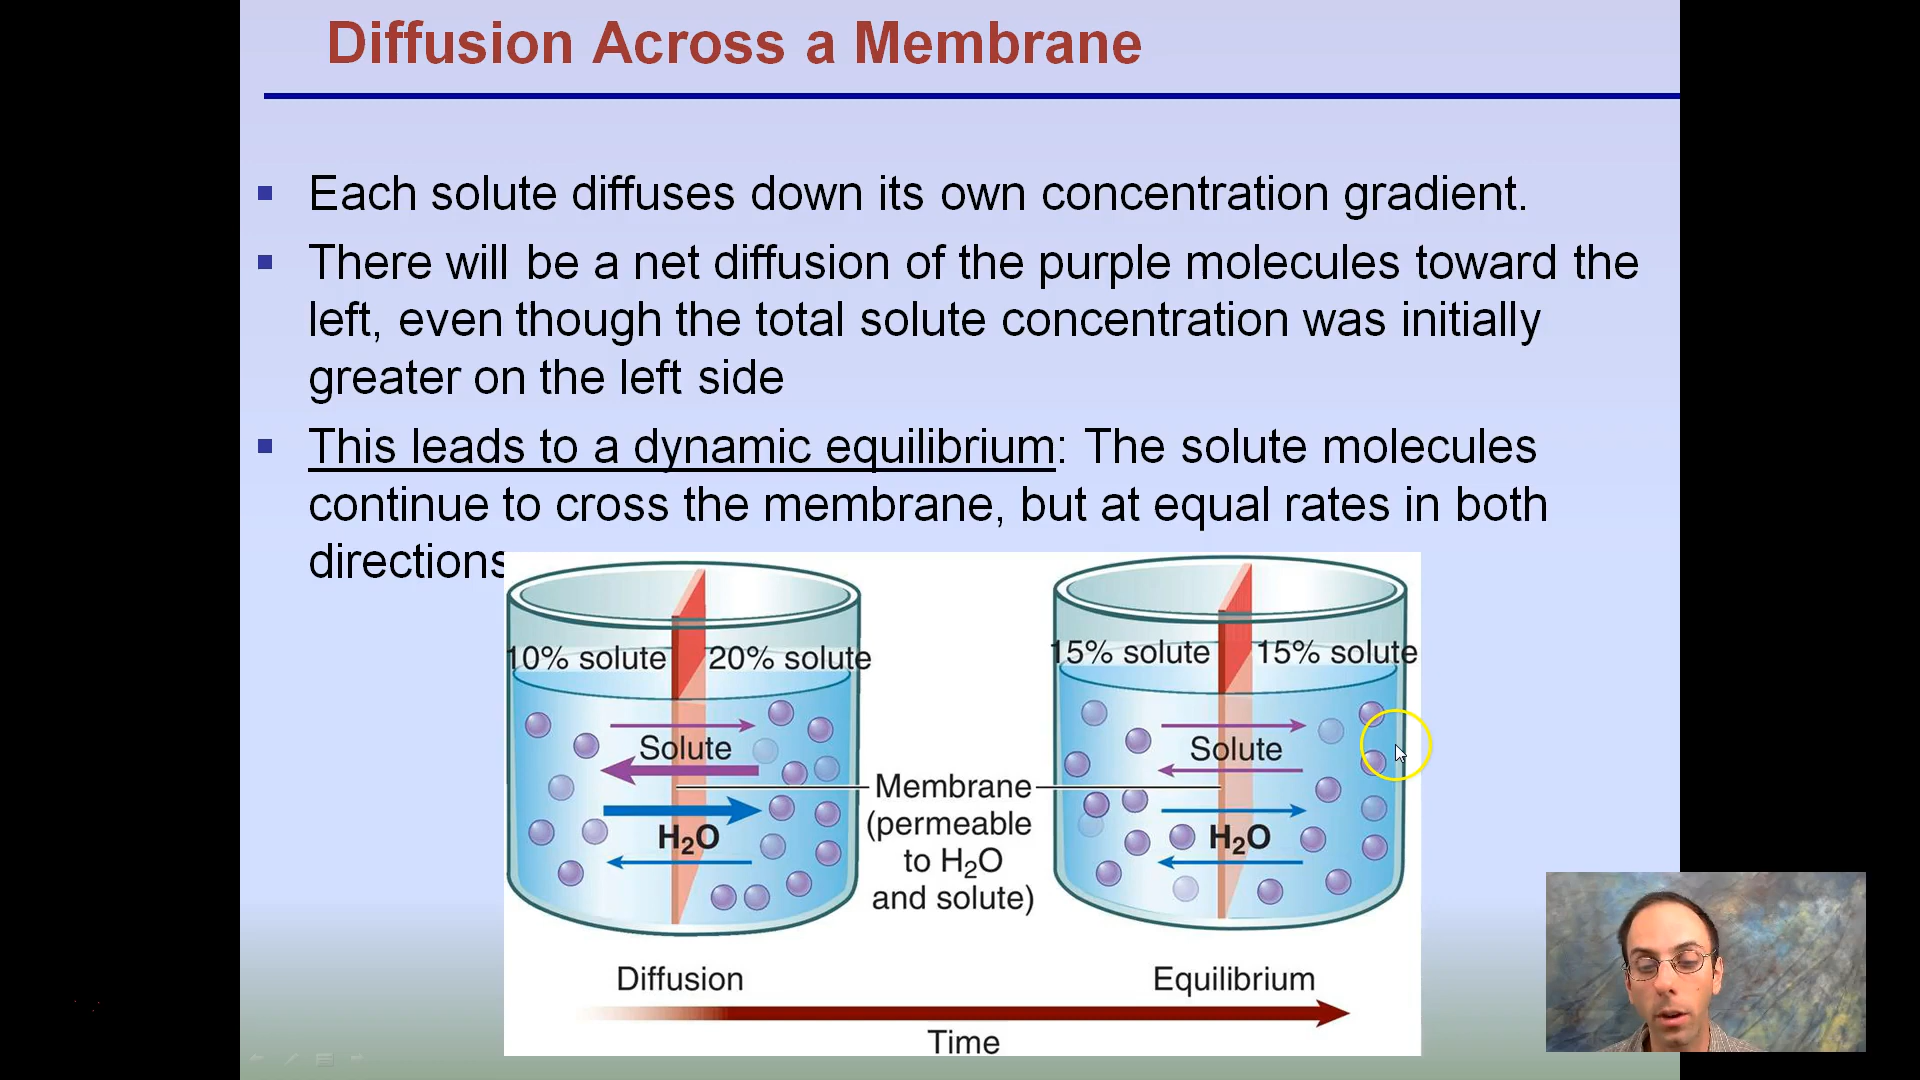 Diffusion Across a Membrane
Each solute diffuses down its own concentration gradient.
There will be a net diffusion of the purple molecules toward the
left, even though the total solute concentration was initially
greater on the left side
This leads to a dynamic equilibrium: The solute molecules
continue to cross the membrane, but at equal rates in both
directions
10% solute
20% solute
Solute
H₂O
Membrane
(permeable
to H₂O
and solute)
15% solute
15% solute
Solute
H₂O
Diffusion
Equilibrium
Time